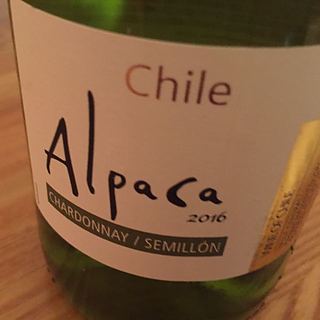 Chile
Alpaca
2016
CHARDONNAY / SEMILLÓN